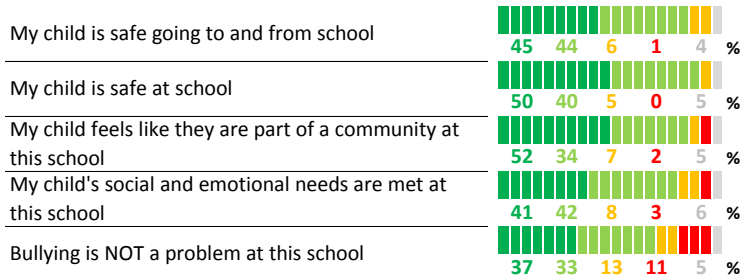 My child is safe going to and from school
45 44 6 1 4 %
My child is safe at school
50 40 5 0 5 %
My child feels like they are part of a community at
this school
52 34 7 2 5 %
My child's social and emotional needs are met at
this school
41 42 8 3 6 %
Bullying is NOT a problem at this school
37 33 13 11 5 %